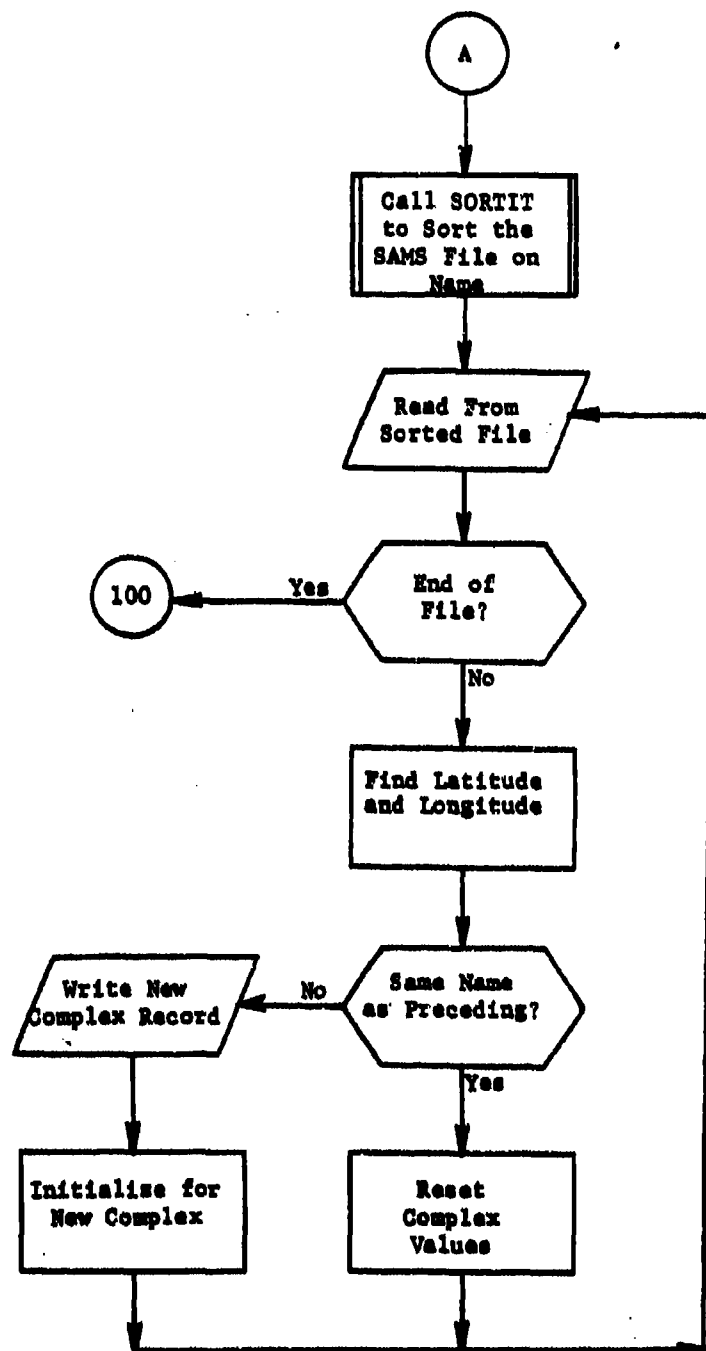 A
Call SORTIT
to Sort the
SAMS File on
Name
Read From
Sorted File
100
Yes
End of
File?
No
Find Latitude
and Longitude
Write New
Complex Record
No
Same Name
as Preceding?
Yes
Initialize for
New Complex
Reset
Complex
Values